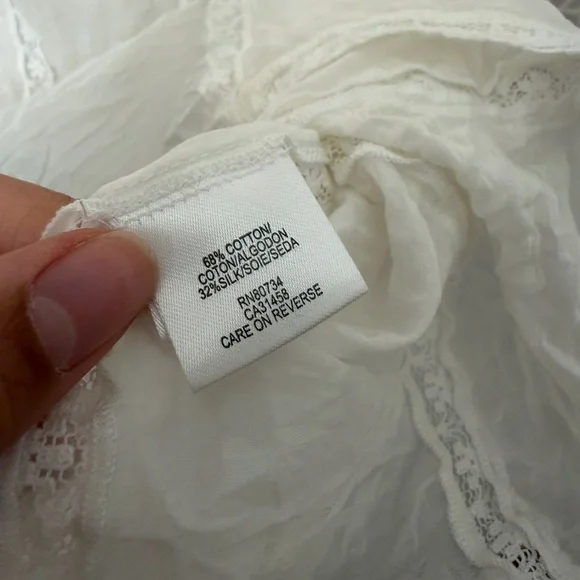 68% COTTON/
COTON/ALGODON
32%SILK/SOIE/SEDA
RN80734
CA31458
CARE ON REVERSE